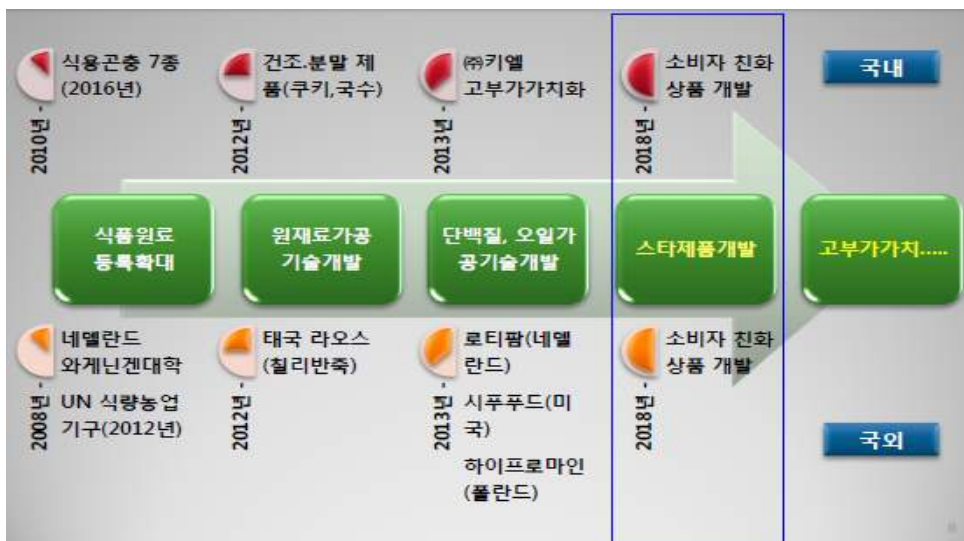 식용곤충 7종
(2016년)
2010년 -
건조.분말 제
품(쿠키,국수)
2012년 -
㈜키엘
고부가가치화
2013년 -
소비자 친화
상품 개발
2018년 -
국내
식품원료
등록확대
원재료가공
기술개발
단백질, 오일가
공기술개발
스타제품개발
고부가가치.....
네델란드
와게닌겐대학
UN 식량농업
기구(2012년)
2008년 -
태국 라오스
(칠리반죽)
2012년 -
로티팜(네델
란드)
시푸푸드(미
국)
하이프로마인
(폴란드)
2013년 -
소비자 친화
상품 개발
2018년 -
국외